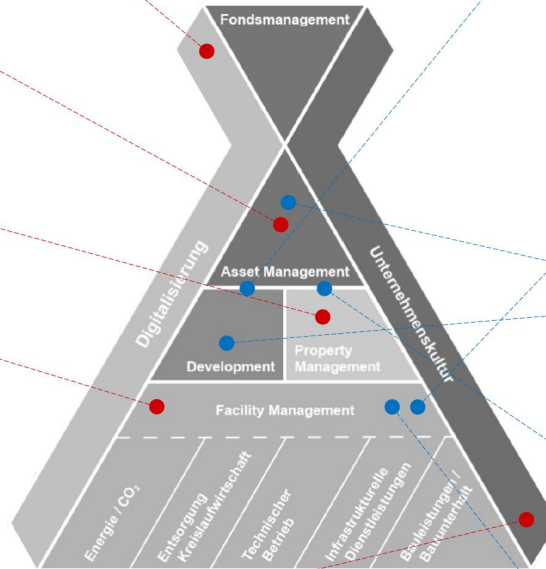 Fondsmanagement
Digitalisierung
Unternehmenskultur
Asset Management
Development
Property
Management
Facility Management
Energie / CO₂
Entsorgung
Kreislaufwirtschaft
Technischer
Betrieb
Infrastrukturelle
Dienstleistungen
Bauleistungen /
Bauunterhalt